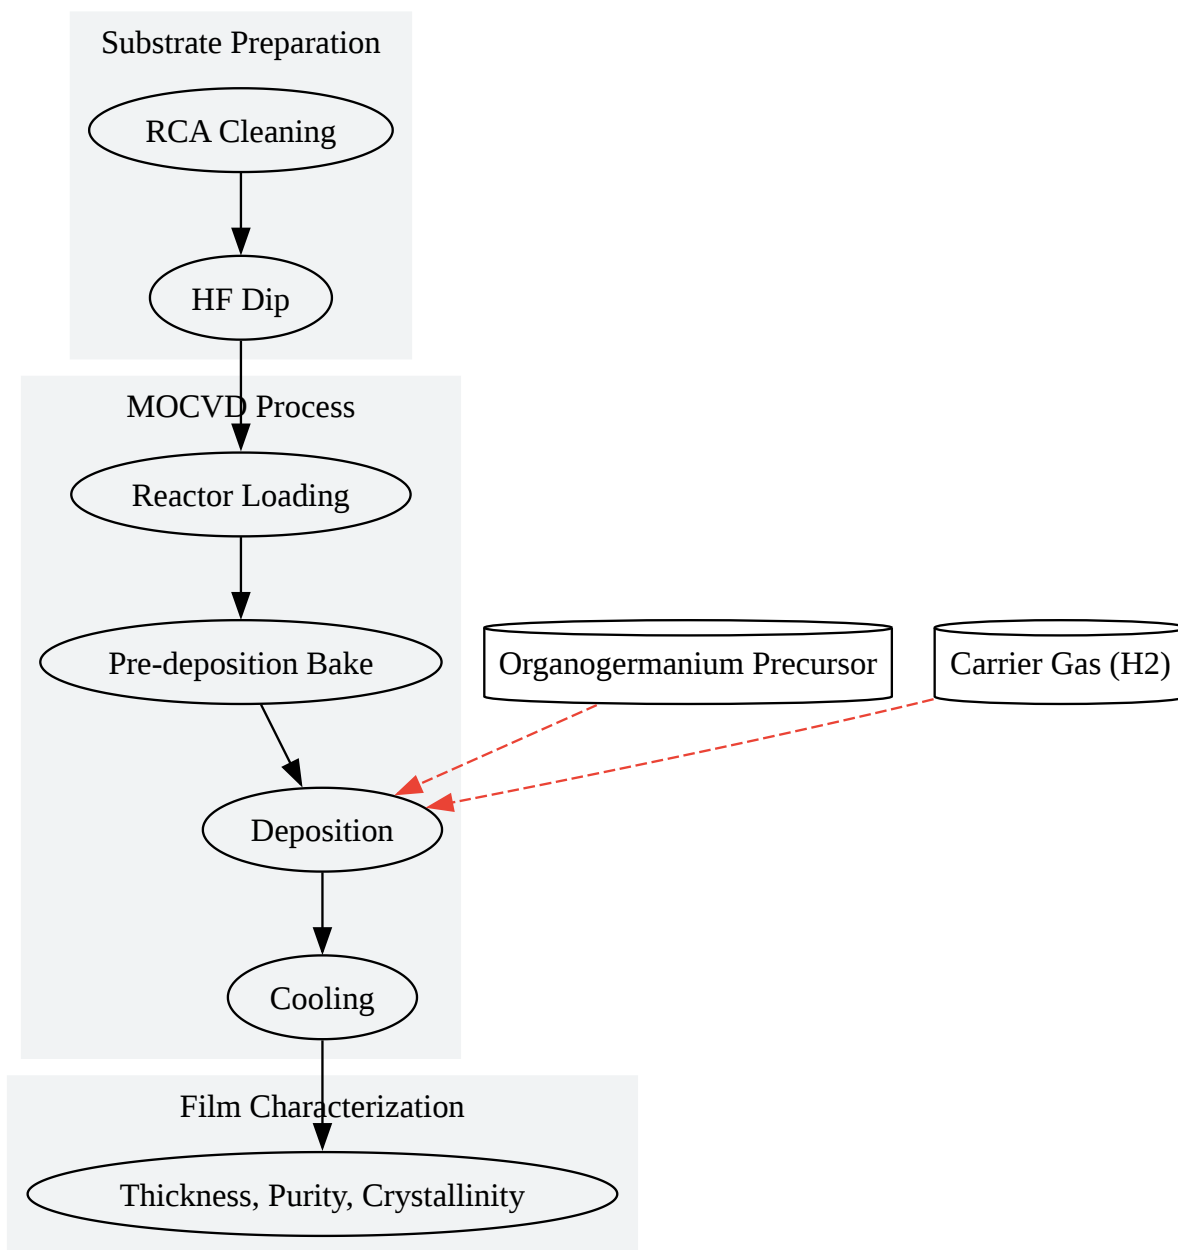 Substrate Preparation
RCA Cleaning
HF Dip
MOCVD Process
Reactor Loading
Pre-deposition Bake
Organogermanium Precursor
Carrier Gas (H2)
Deposition
Cooling
Film Characterization
Thickness, Purity, Crystallinity